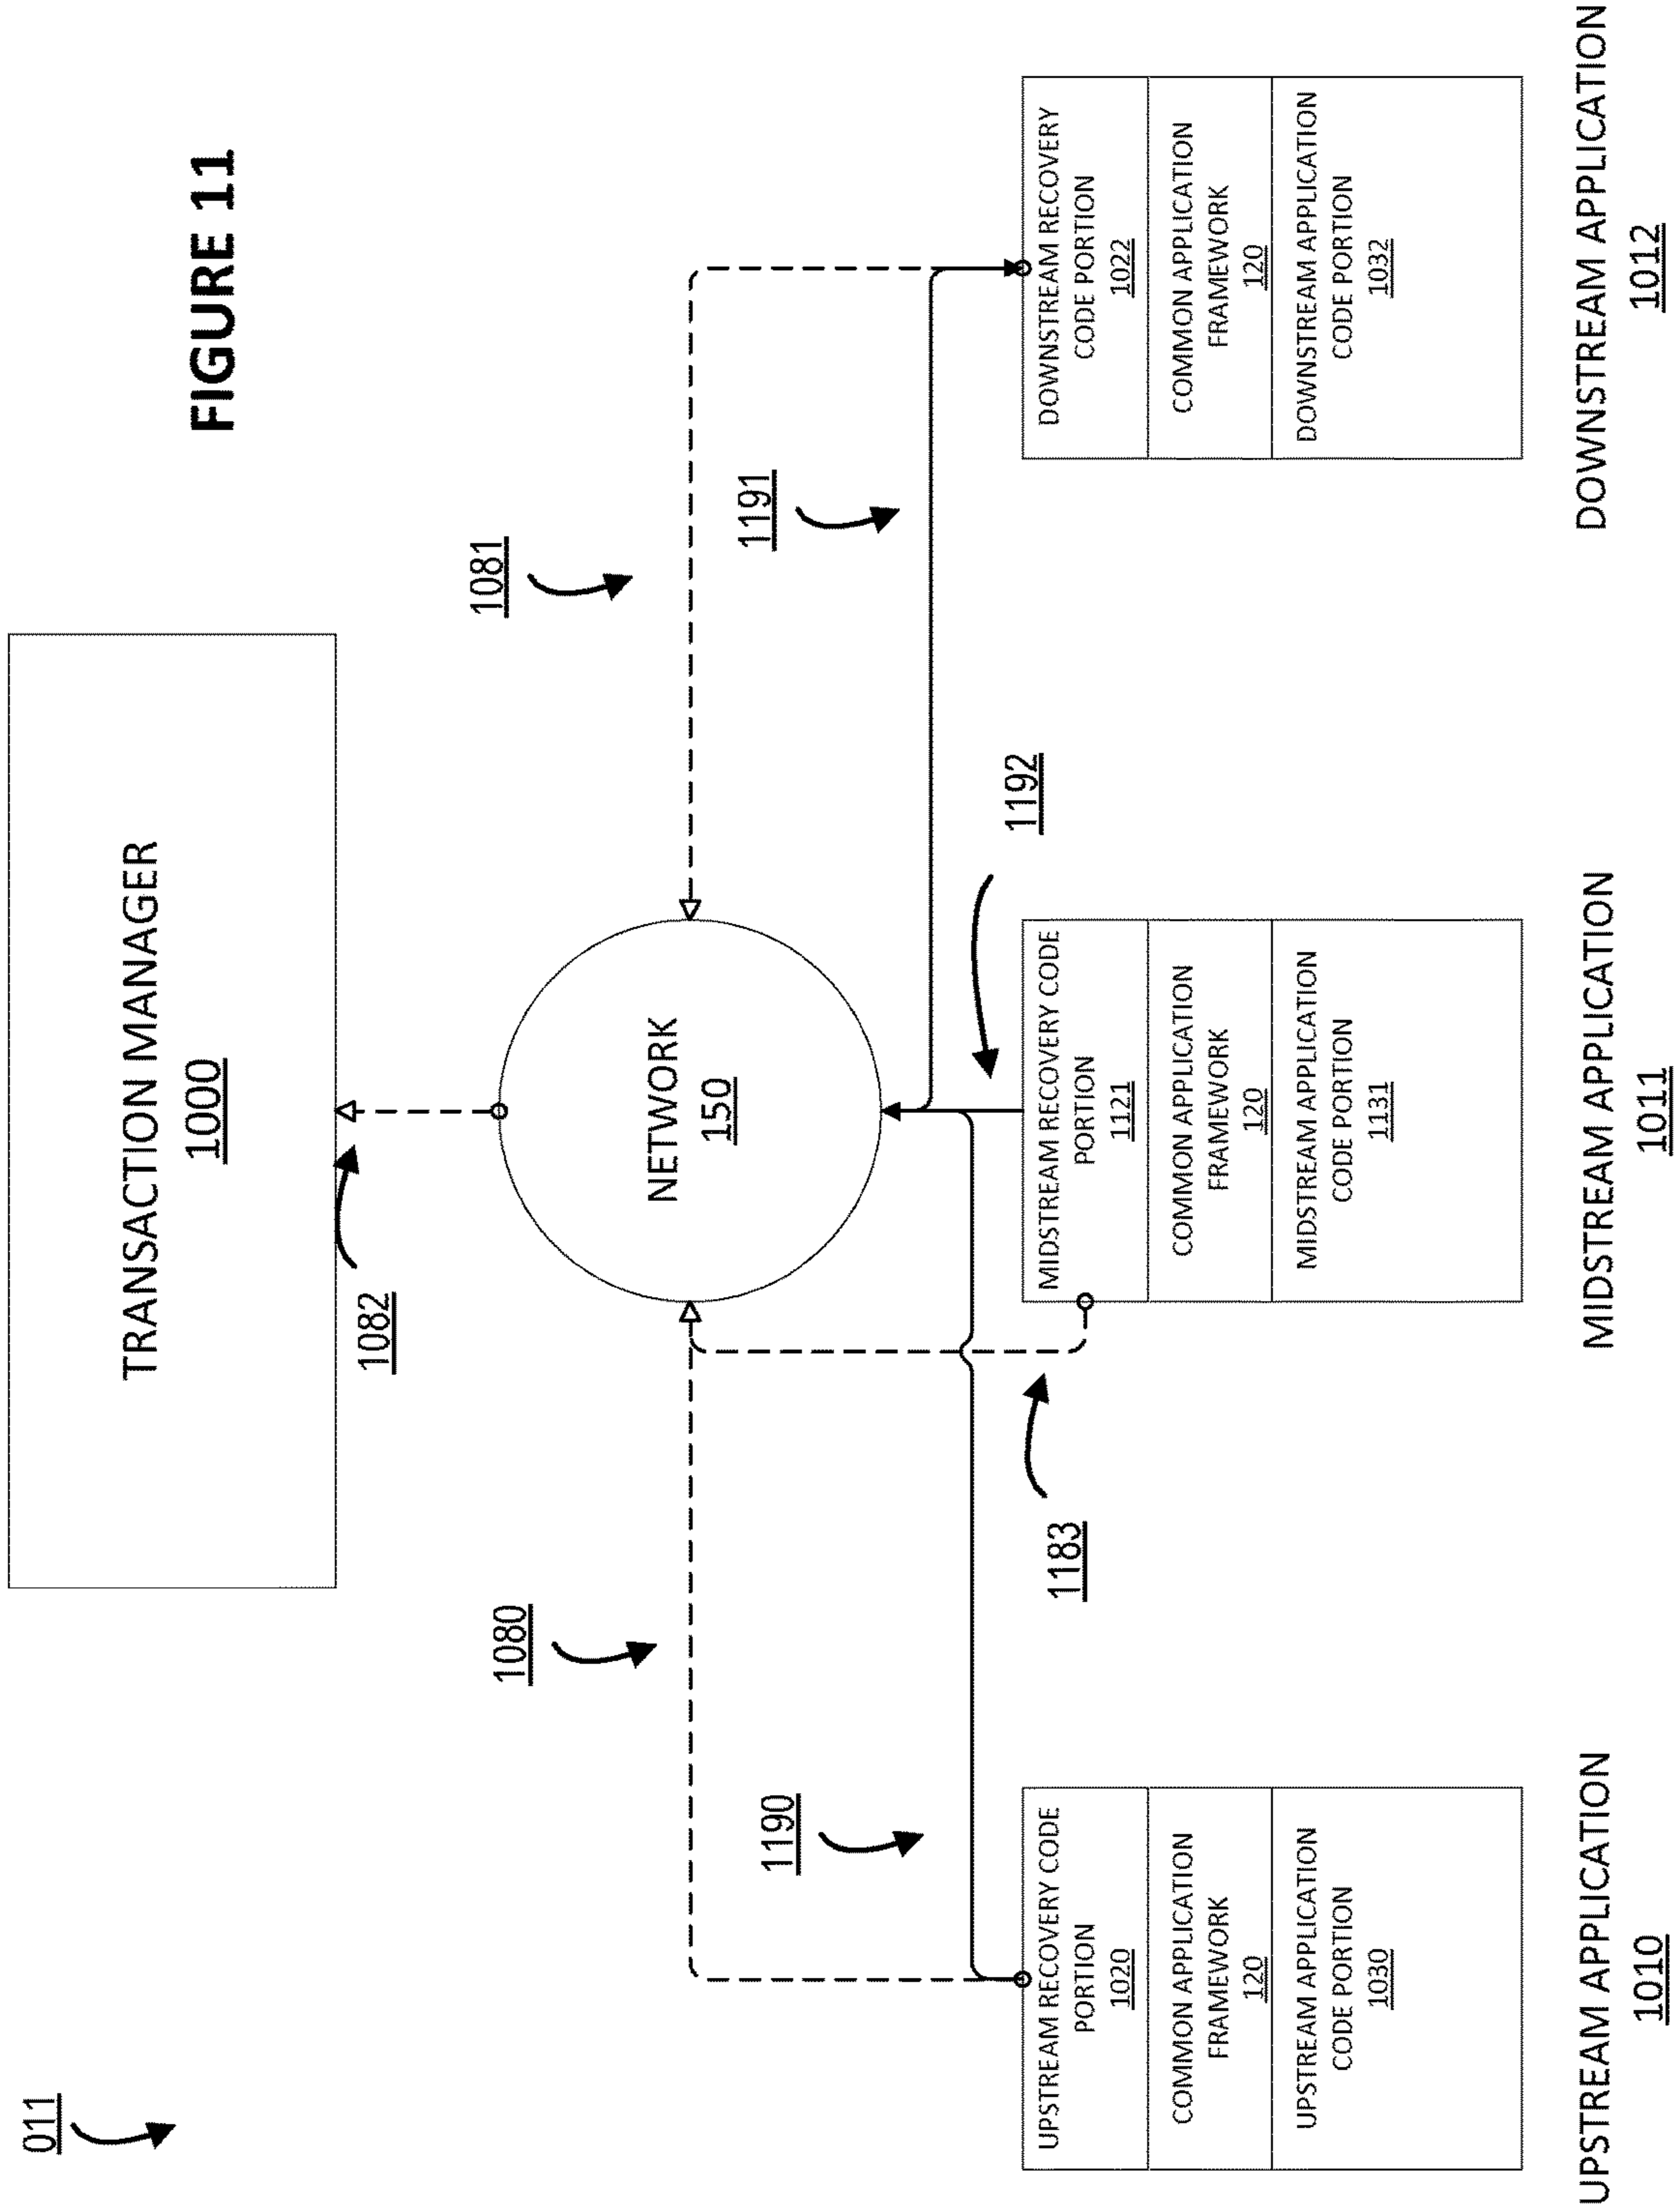 011
FIGURE 11
TRANSACTION MANAGER
1000
1082
1080
1081
NETWORK
150
1190
1191
1183
1192
UPSTREAM RECOVERY CODE
PORTION
1020
COMMON APPLICATION
FRAMEWORK
120
UPSTREAM APPLICATION
CODE PORTION
1030
UPSTREAM APPLICATION
1010
MIDSTREAM RECOVERY CODE
PORTION
1121
COMMON APPLICATION
FRAMEWORK
120
MIDSTREAM APPLICATION
CODE PORTION
1131
MIDSTREAM APPLICATION
1011
DOWNSTREAM RECOVERY
CODE PORTION
1022
COMMON APPLICATION
FRAMEWORK
120
DOWNSTREAM APPLICATION
CODE PORTION
1032
DOWNSTREAM APPLICATION
1012